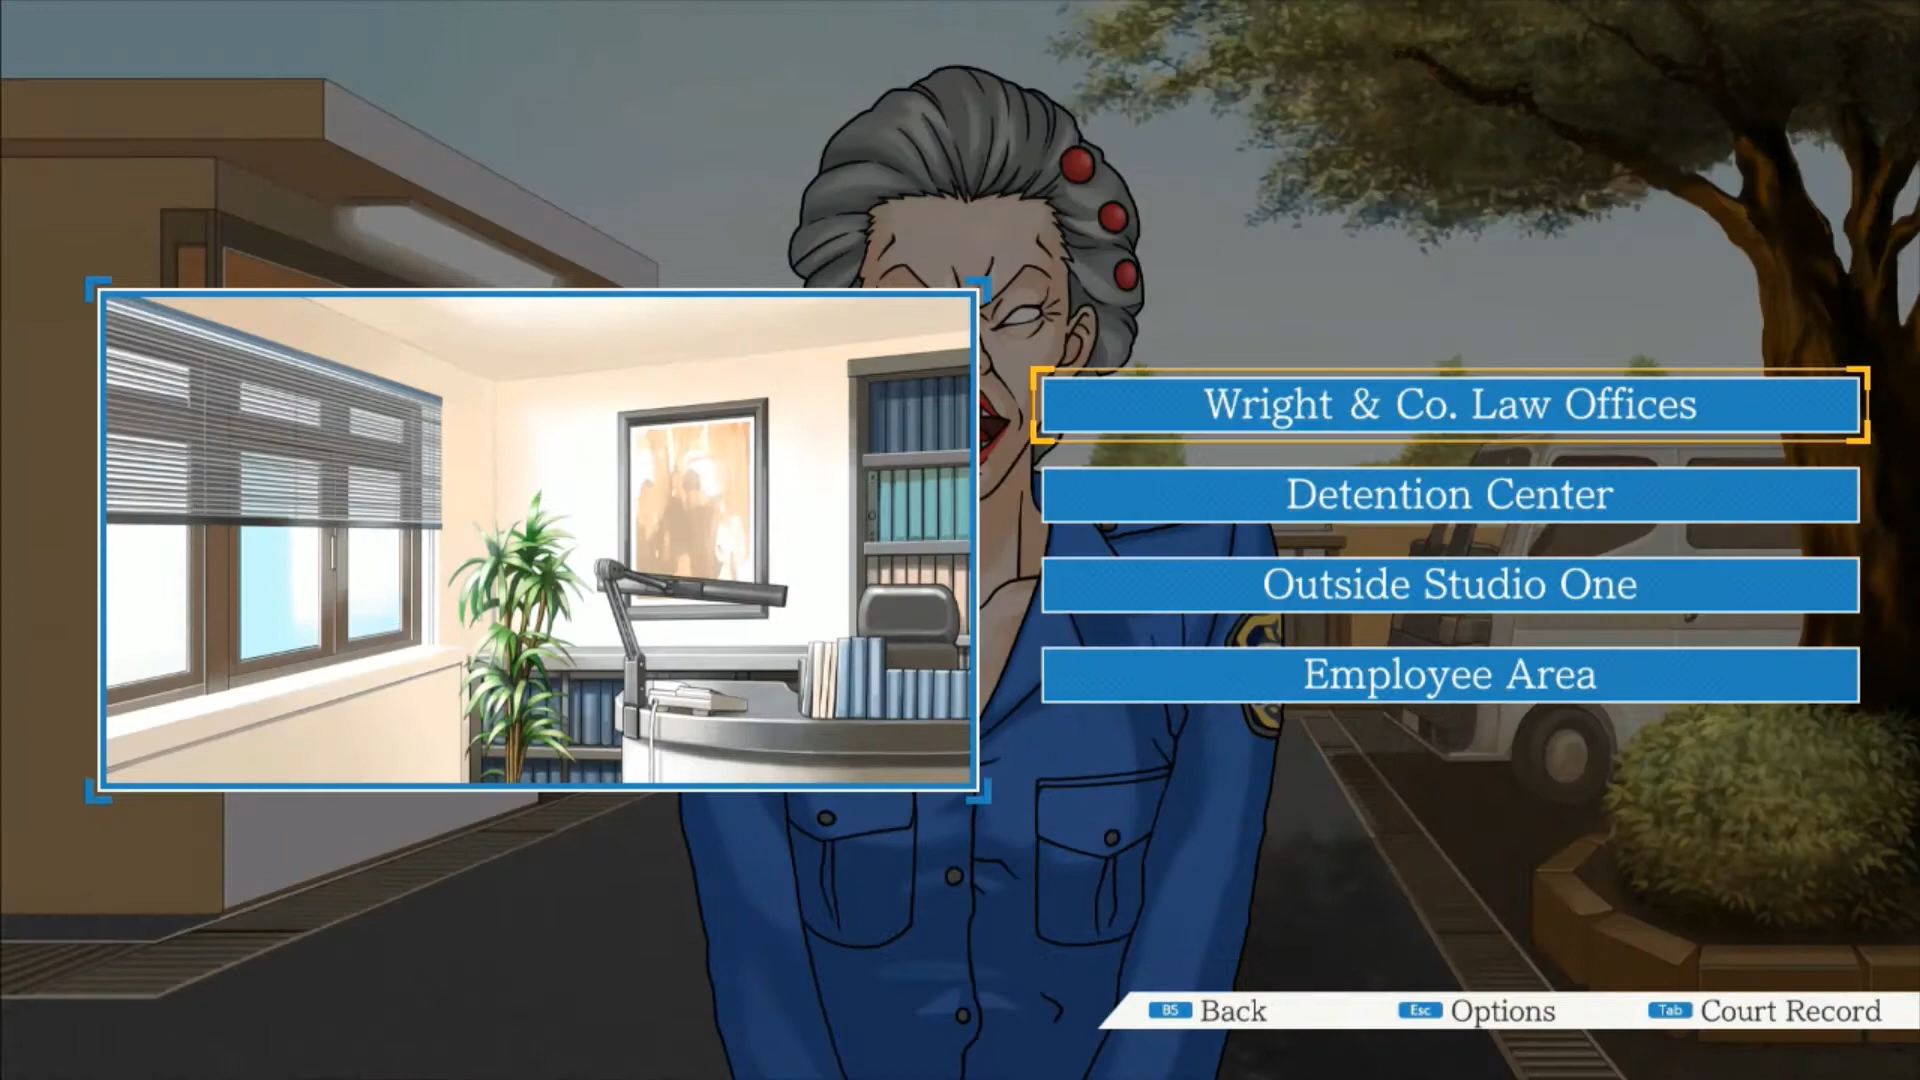 Wright & Co. Law Offices
Detention Center
Outside Studio One
Employee Area
BS Back
Esc Options
Tab Court Record